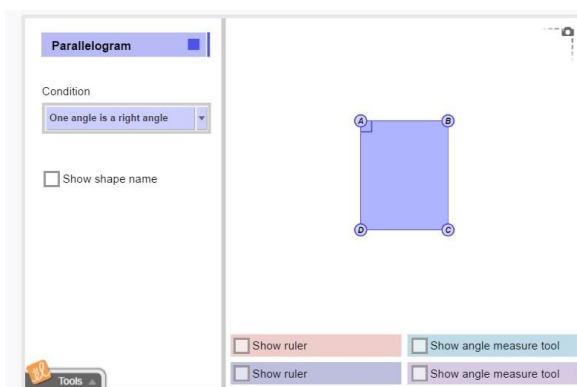 Parallelogram
Condition
One angle is a right angle
Show shape name
A
B
D
C
Show ruler
Show angle measure tool
Show ruler
Show angle measure tool
Tools